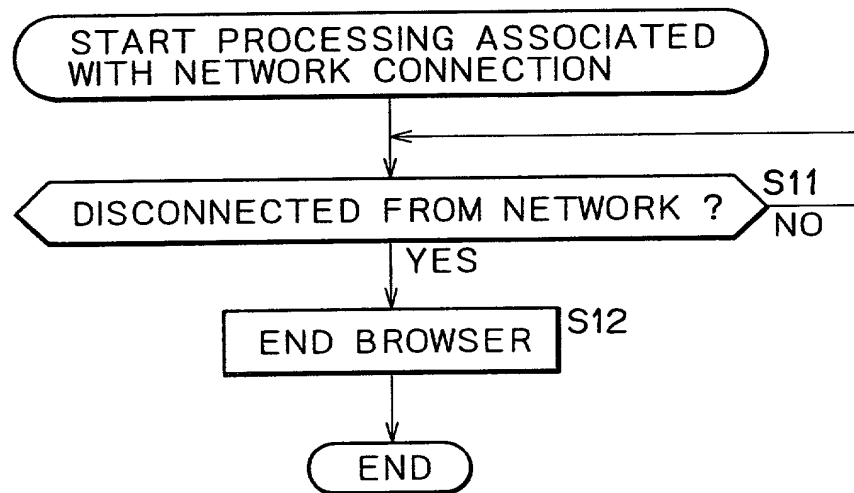 START PROCESSING ASSOCIATED
WITH NETWORK CONNECTION
DISCONNECTED FROM NETWORK ?
S11
NO
YES
END BROWSER
S12
END